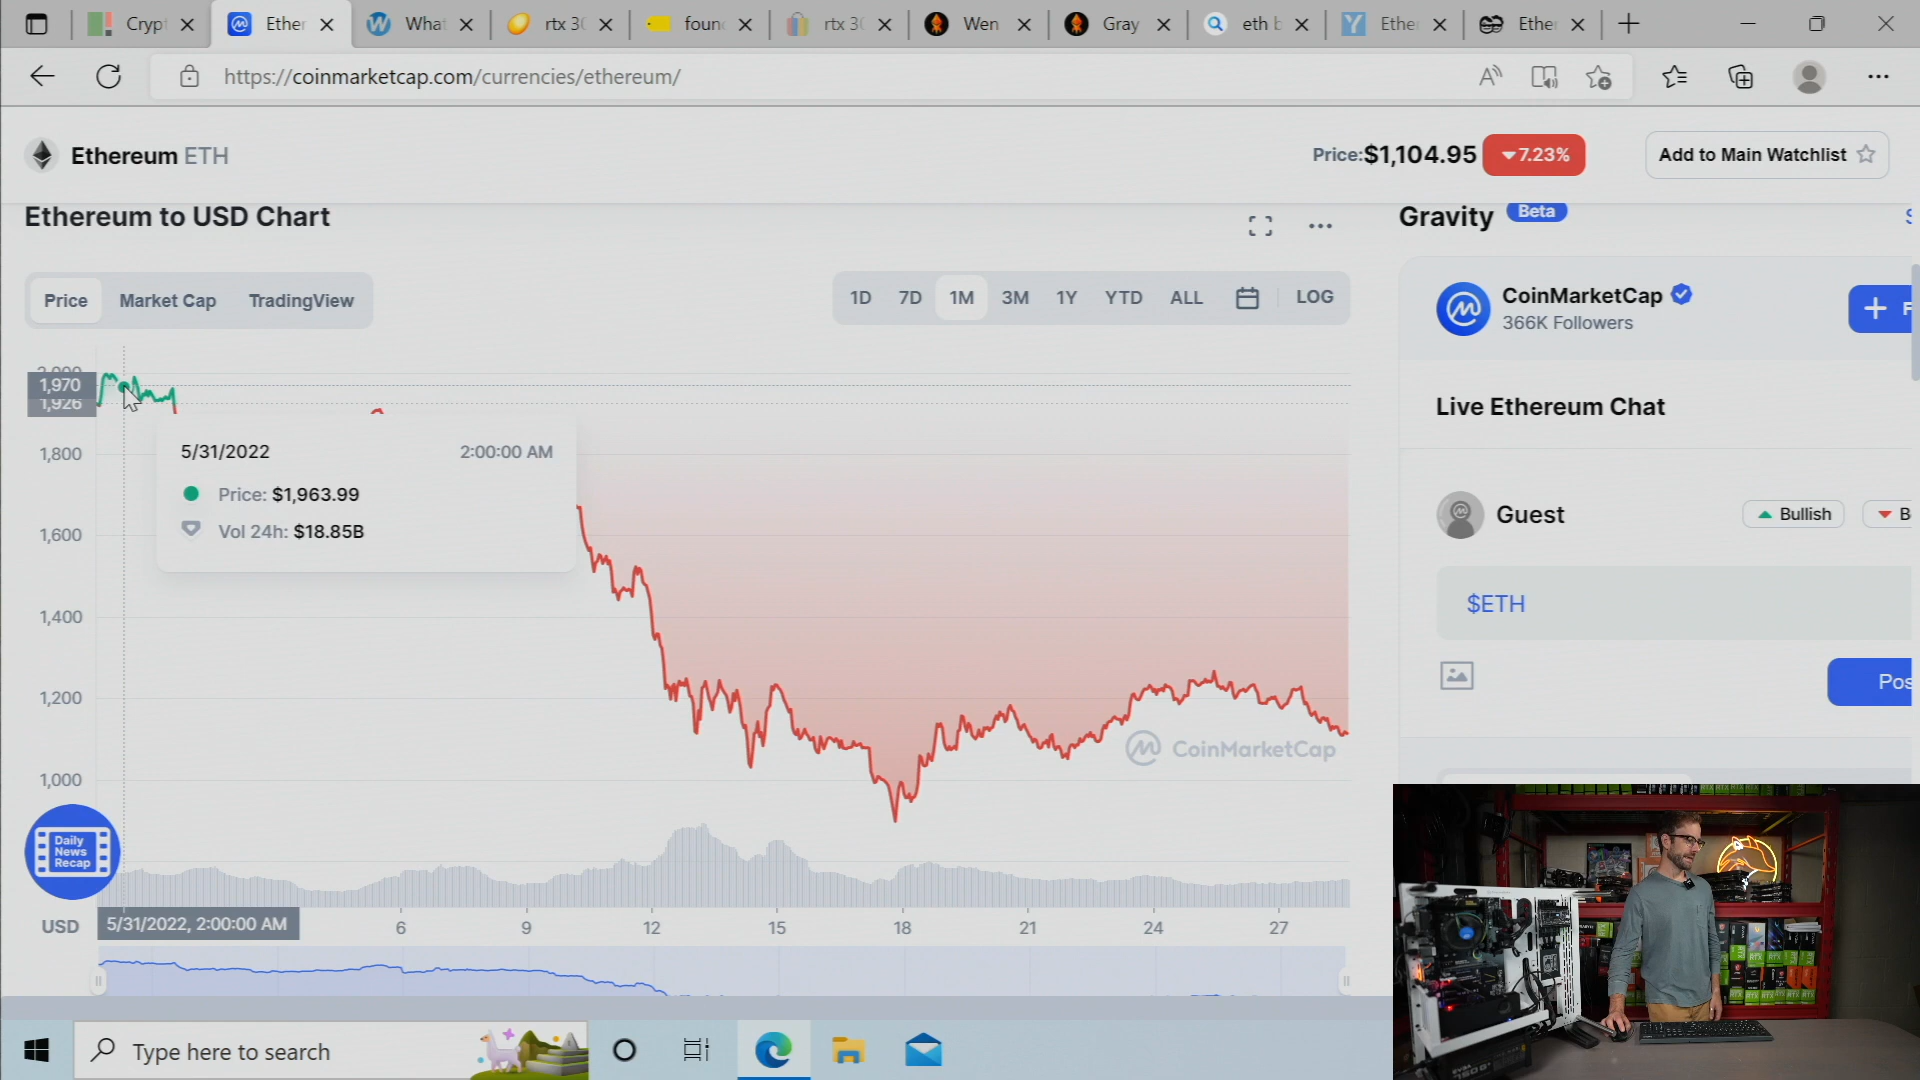 Crypt
Ether
What
rtx 30
foun
rtx 30
Wen
Gray
eth b
Ether
Ether
https://coinmarketcap.com/currencies/ethereum/
Ethereum ETH
Price:$1,104.95
7.23%
Add to Main Watchlist
Ethereum to USD Chart
Gravity Beta
Price
Market Cap
TradingView
1D 7D 1M 3M 1Y YTD ALL LOG
CoinMarketCap
366K Followers
Live Ethereum Chat
1,970
1,926
1,800
1,600
1,400
1,200
1,000
5/31/2022 2:00:00 AM
Price: $1,963.99
Vol 24h: $18.85B
Guest
Bullish
B
$ETH
Pos
CoinMarketCap
Daily
News
Recap
USD
5/31/2022, 2:00:00 AM
6 9 12 15 18 21 24 27
Type here to search